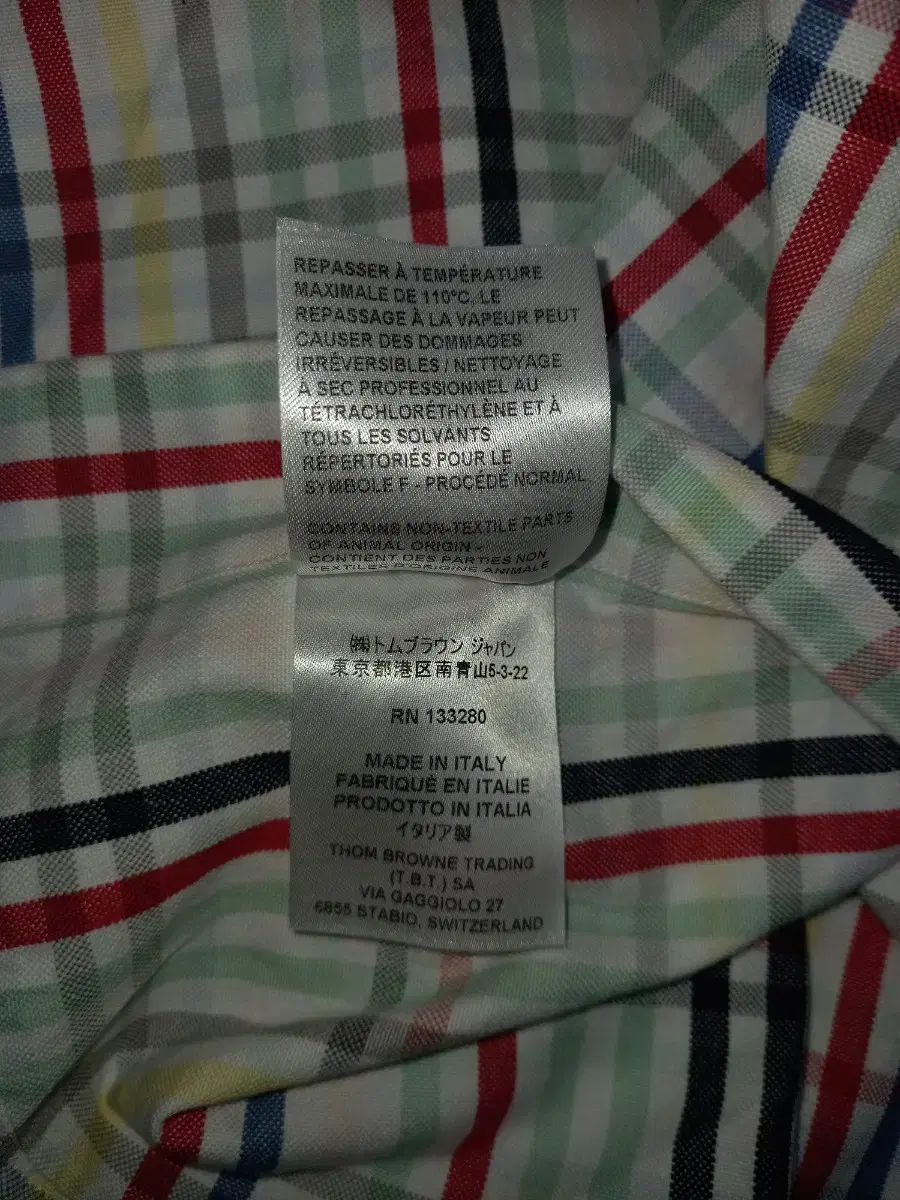 REPASSER À TEMPÉRATURE
MAXIMALE DE 110°C. LE
REPASSAGE À LA VAPEUR PEUT
CAUSER DES DOMMAGES
IRRÉVERSIBLES / NETTOYAGE
À SEC PROFESSIONNEL AU
TÉTRACHLORÉTHYLÈNE ET À
TOUS LES SOLVANTS
RÉPERTORIÉS POUR LE
SYMBOLE F - PROCÉDÉ NORMAL
CONTAINS NON-TEXTILE PARTS
OF ANIMAL ORIGIN -
CONTIENT DES PARTIES NON
TEXTILES D'ORIGINE ANIMALE
㈱トムブラウン ジャパン
東京都港区南青山5-3-22
RN 133280
MADE IN ITALY
FABRIQUÉ EN ITALIE
PRODOTTO IN ITALIA
イタリア製
THOM BROWNE TRADING
(T.B.T ) SA
VIA GAGGIOLO 27
6855 STABIO, SWITZERLAND